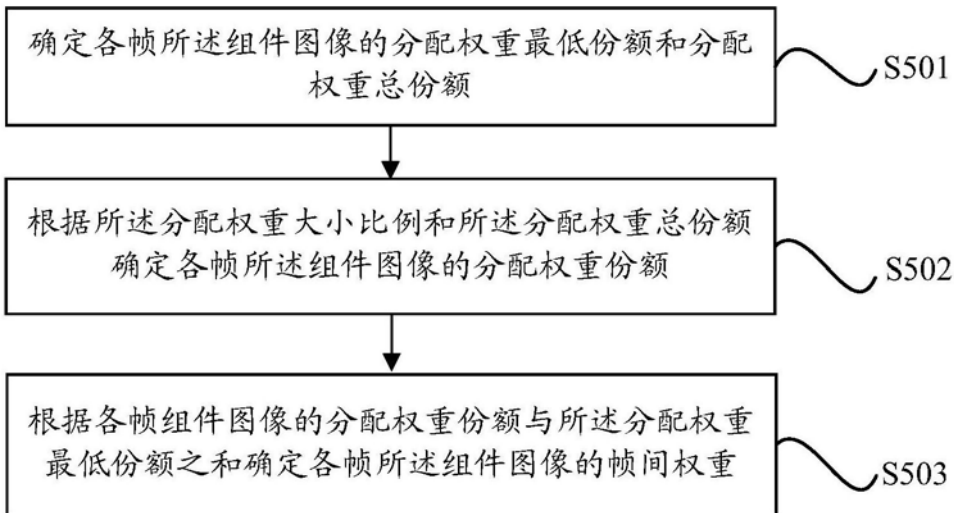 确定各帧所述组件图像的分配权重最低份额和分配
权重总份额
S501
根据所述分配权重大小比例和所述分配权重总份额
确定各帧所述组件图像的分配权重份额
S502
根据各帧组件图像的分配权重份额与所述分配权重
最低份额之和确定各帧所述组件图像的帧间权重
S503